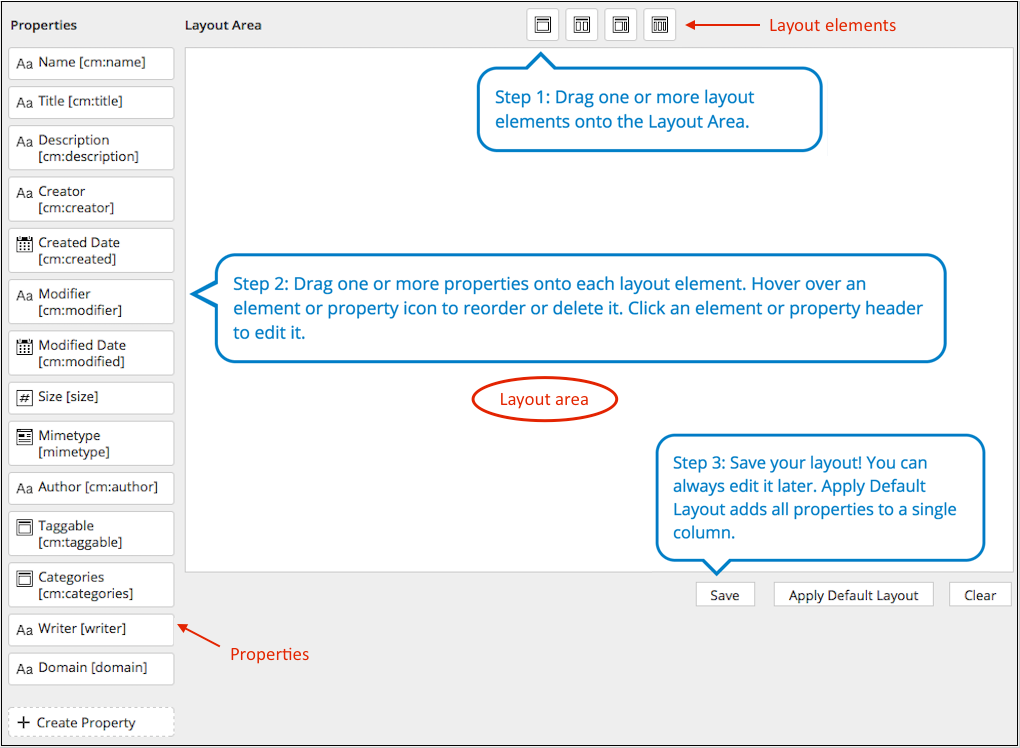 Properties
Layout Area
Layout elements
Aa Name [cm:name]
Aa Title [cm:title]
Aa Description
[cm:description]
Aa Creator
[cm:creator]
Created Date
[cm:created]
Aa Modifier
[cm:modifier]
Modified Date
[cm:modified]
# Size [size]
Mimetype
[mimetype]
Aa Author [cm:author]
Taggable
[cm:taggable]
Categories
[cm:categories]
Aa Writer [writer]
Aa Domain [domain]
+ Create Property
Step 1: Drag one or more layout
elements onto the Layout Area.
Step 2: Drag one or more properties onto each layout element. Hover over an
element or property icon to reorder or delete it. Click an element or property header
to edit it.
Layout area
Step 3: Save your layout! You can
always edit it later. Apply Default
Layout adds all properties to a single
column.
Save
Apply Default Layout
Clear
Properties